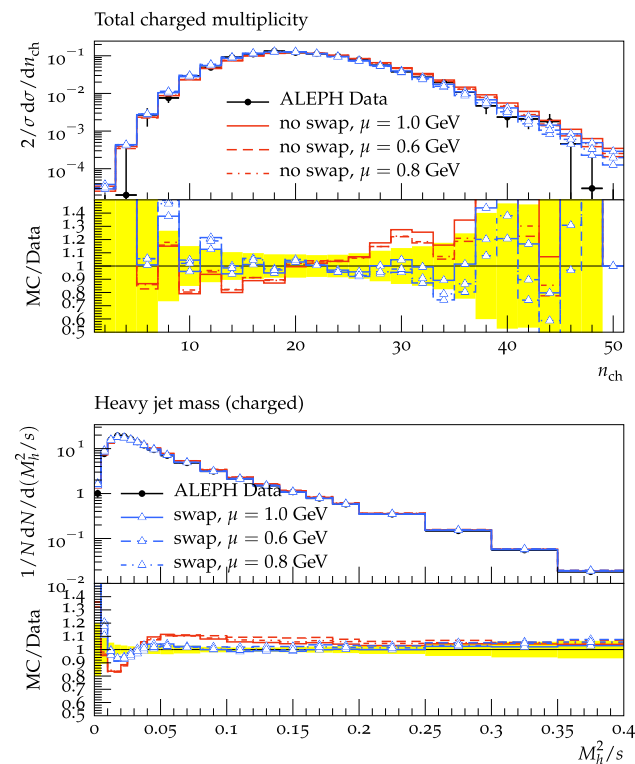 Total charged multiplicity
2/σ dσ/dn_ch
10⁻¹
10⁻²
10⁻³
10⁻⁴
ALEPH Data
no swap, μ = 1.0 GeV
no swap, μ = 0.6 GeV
no swap, μ = 0.8 GeV
MC/Data
1.4
1.3
1.2
1.1
1
0.9
0.8
0.7
0.6
0.5
10 20 30 40 50
n_ch
Heavy jet mass (charged)
1/N dN/d(M_h²/s)
10¹
1
10⁻¹
10⁻²
ALEPH Data
swap, μ = 1.0 GeV
swap, μ = 0.6 GeV
swap, μ = 0.8 GeV
MC/Data
1.4
1.3
1.2
1.1
1
0.9
0.8
0.7
0.6
0.5
0 0.05 0.1 0.15 0.2 0.25 0.3 0.35 0.4
M_h²/s